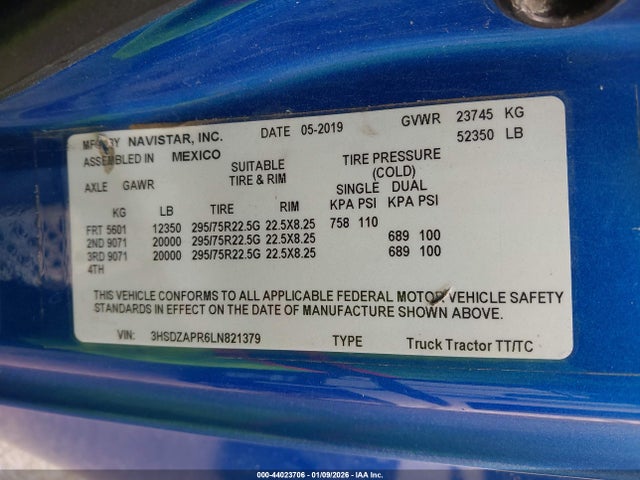 MFG BY NAVISTAR, INC. DATE 05-2019 GVWR 23745 KG
ASSEMBLED IN MEXICO 52350 LB
SUITABLE TIRE PRESSURE
AXLE GAWR TIRE & RIM (COLD)
SINGLE DUAL
KG LB TIRE RIM KPA PSI KPA PSI
FRT 5601 12350 295/75R22.5G 22.5X8.25 758 110
2ND 9071 20000 295/75R22.5G 22.5X8.25 689 100
3RD 9071 20000 295/75R22.5G 22.5X8.25 689 100
4TH
THIS VEHICLE CONFORMS TO ALL APPLICABLE FEDERAL MOTOR VEHICLE SAFETY
STANDARDS IN EFFECT ON THE DATE OF MANUFACTURE SHOWN ABOVE.
VIN: 3HSDZAPR6LN821379 TYPE Truck Tractor TT/TC
000-44023706 - 01/09/2026 - IAA Inc.